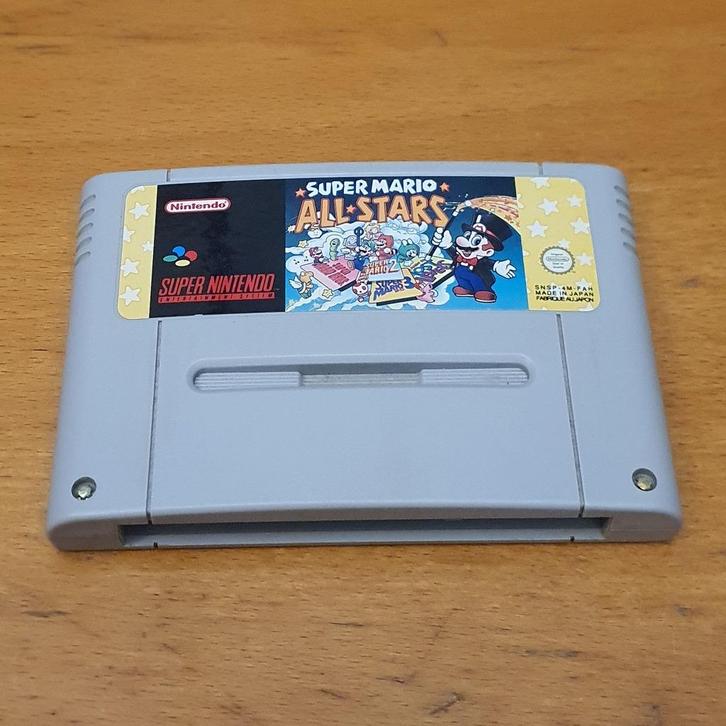 Nintendo
SUPER NINTENDO
ENTERTAINMENT SYSTEM
SUPER MARIO
ALL★STARS
SNSP-4M-FAH
MADE IN JAPAN
FABRIQUE AU JAPON